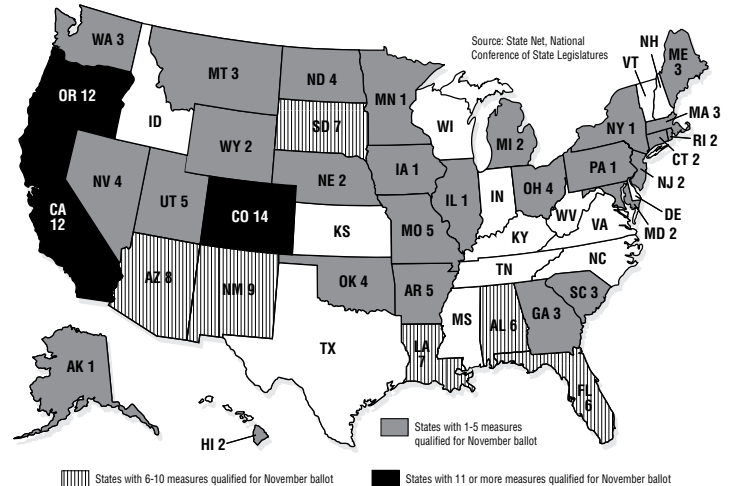 Source: State Net, National
Conference of State Legislatures
NH
VT
ME
3
WA 3
MT 3
ND 4
MN 1
OR 12
ID
SD 7
WI
MI 2
NY 1
MA 3
RI 2
CT 2
WY 2
IA 1
PA 1
NJ 2
NV 4
NE 2
IL 1
IN
OH 4
UT 5
CO 14
DE
MD 2
CA
12
KS
MO 5
WV
VA
KY
NC
AZ 8
NM 9
OK 4
TN
AR 5
SC 3
MS
AL 6
GA 3
TX
LA
7
AK 1
FL
6
HI 2
States with 1-5 measures
qualified for November ballot
States with 6-10 measures qualified for November ballot
States with 11 or more measures qualified for November ballot